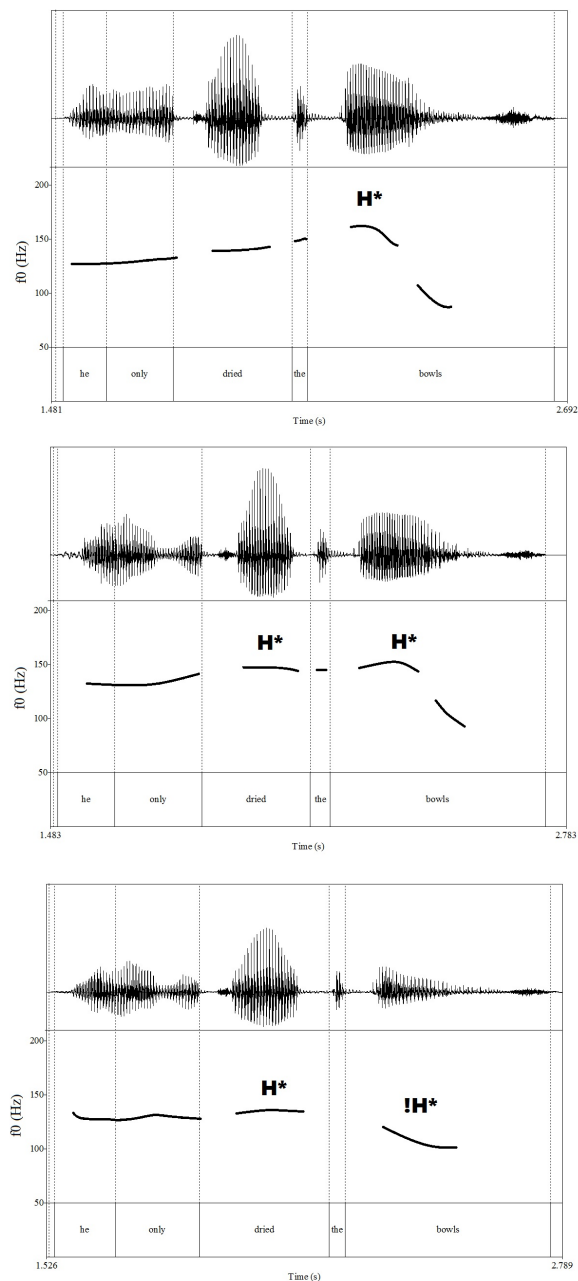 200
H*
150
f0 (Hz)
100
50
he only dried the bowls
1.481 2.692
Time (s)
200
H* H*
150
f0 (Hz)
100
50
he only dried the bowls
1.483 2.783
Time (s)
200
150
H*
!H*
f0 (Hz)
100
50
he only dried the bowls
1.526 2.789
Time (s)